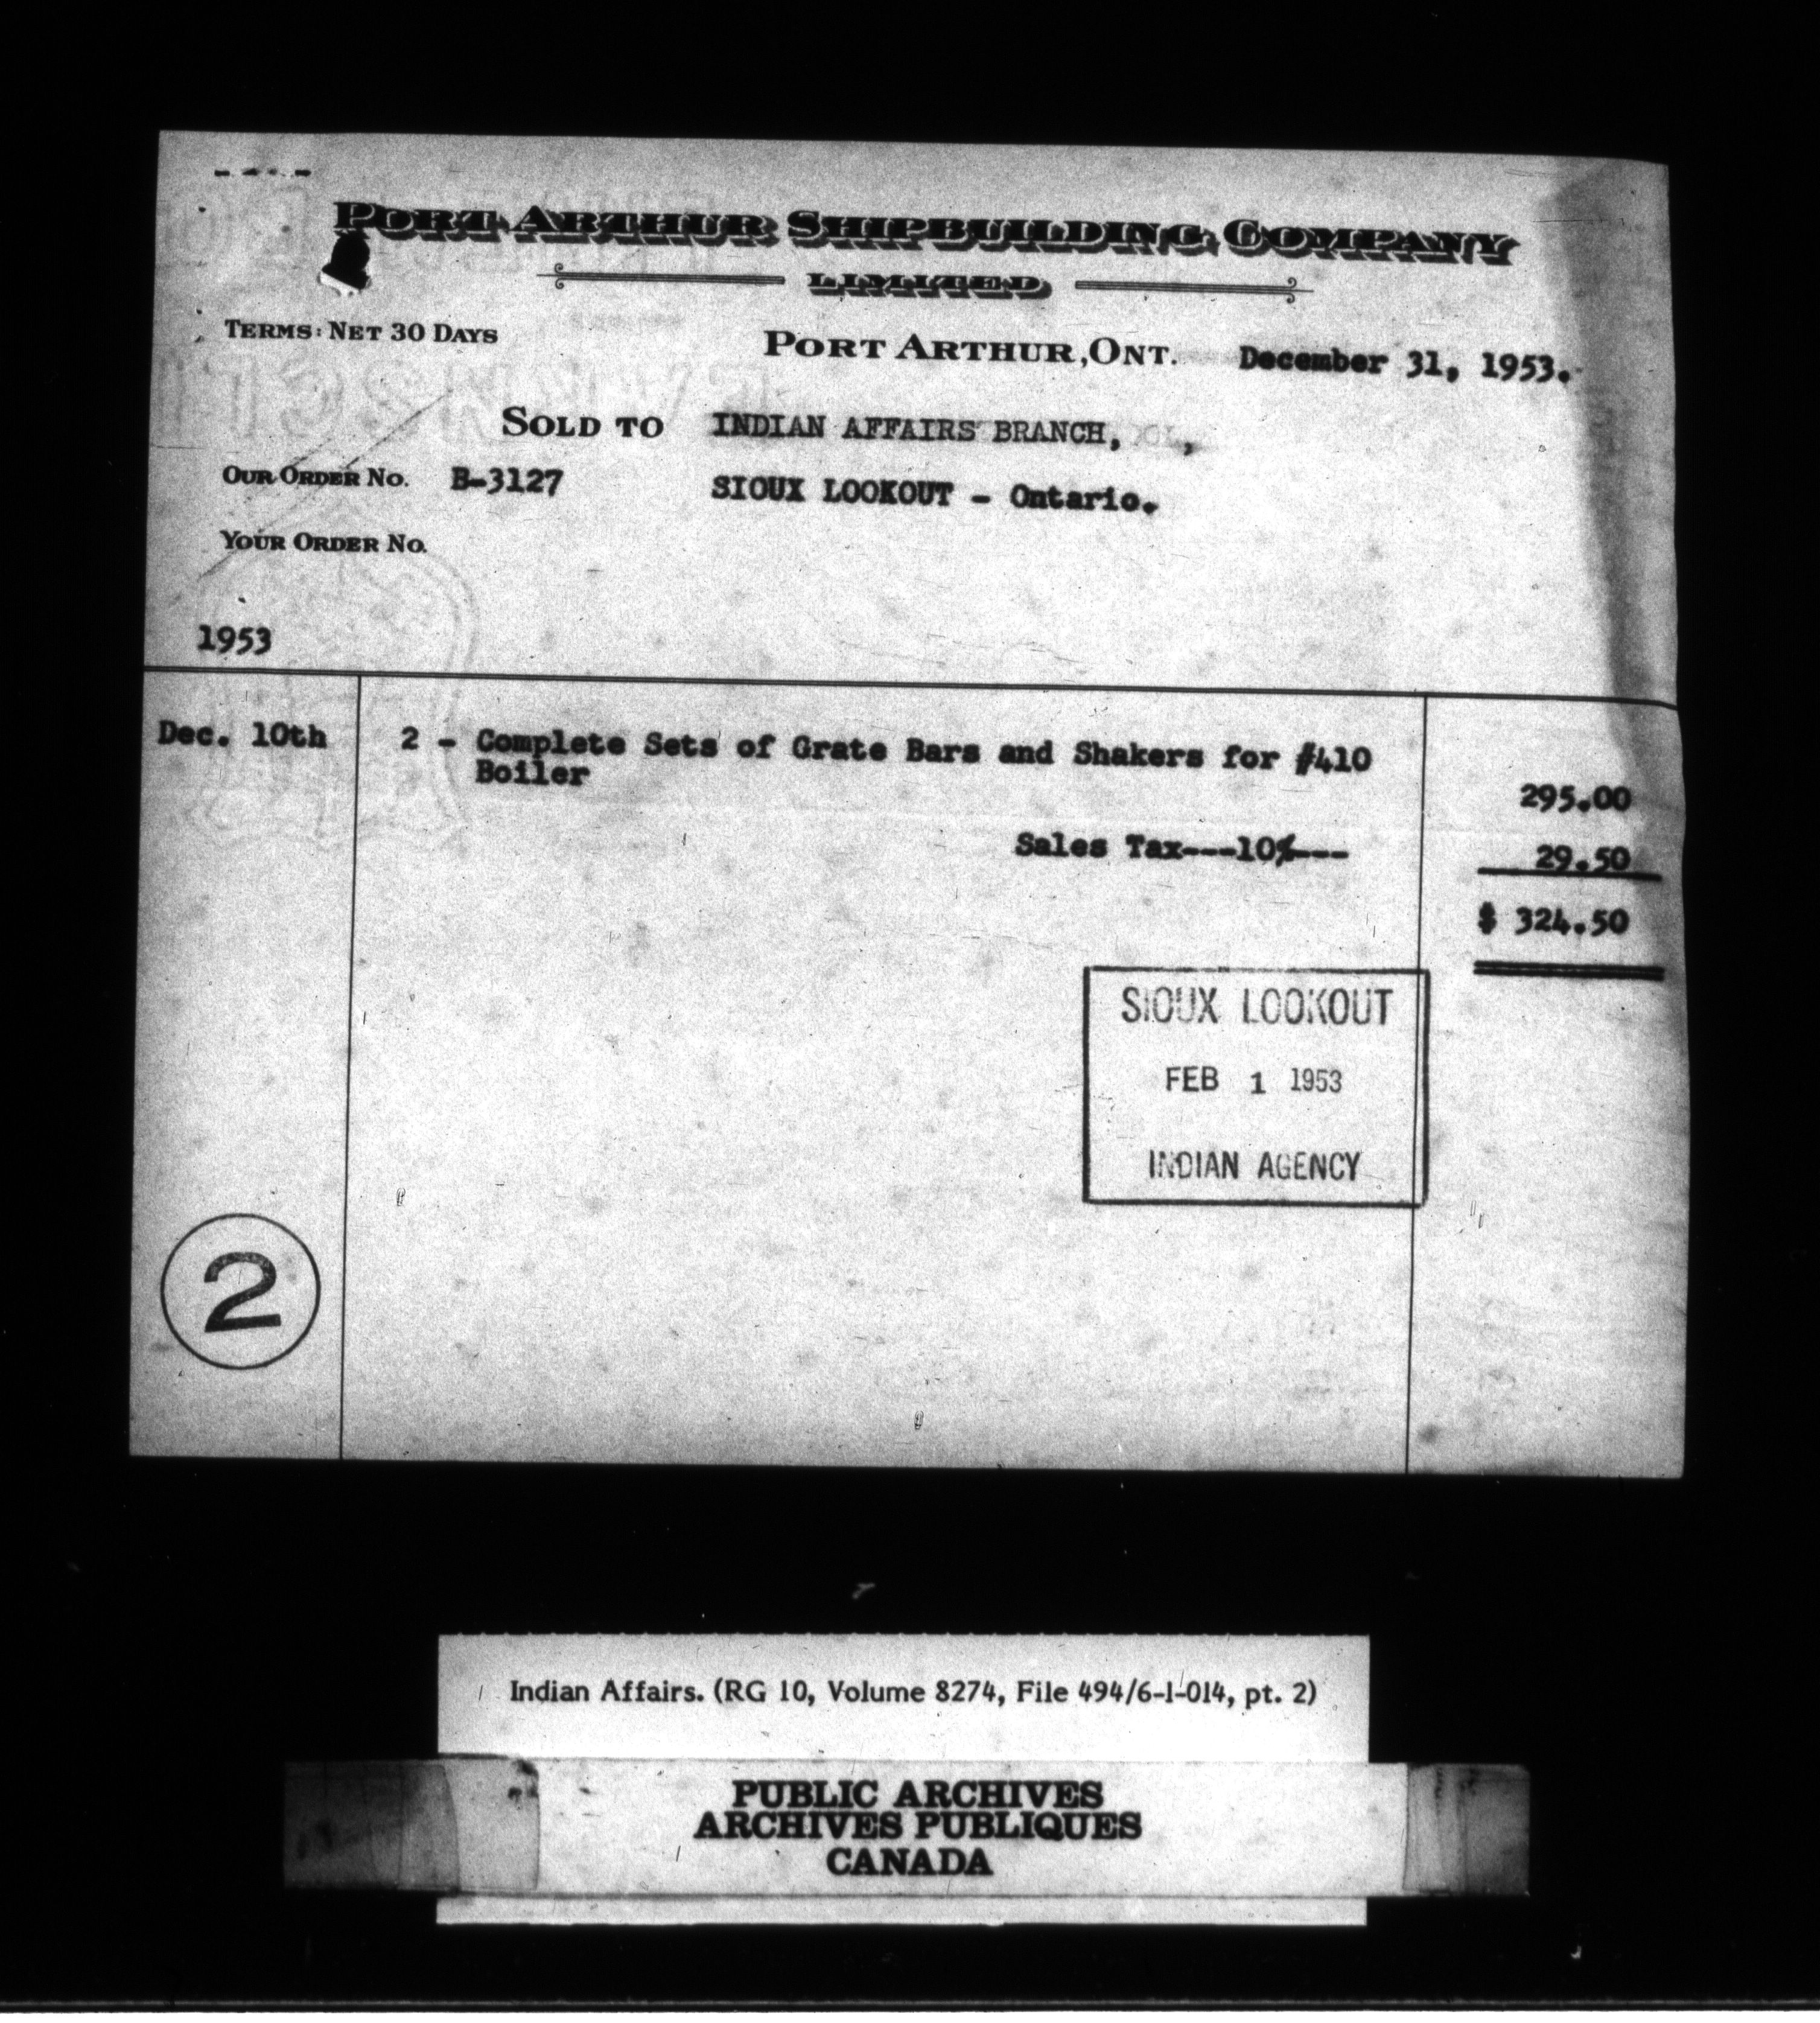 PORT ARTHUR SHIPBUILDING COMPANY
LIMITED
TERMS: NET 30 DAYS
PORT ARTHUR, ONT. December 31, 1953.
SOLD TO INDIAN AFFAIRS BRANCH, ,
OUR ORDER No. B-3127 SIOUX LOOKOUT - Ontario.
YOUR ORDER No.
1953
Dec. 10th 2 - Complete Sets of Grate Bars and Shakers for #410
Boiler
295.00
Sales Tax---10%--- 29.50
$ 324.50
SIOUX LOOKOUT
FEB 1 1953
INDIAN AGENCY
2
Indian Affairs. (RG 10, Volume 8274, File 494/6-1-014, pt. 2)
PUBLIC ARCHIVES
ARCHIVES PUBLIQUES
CANADA